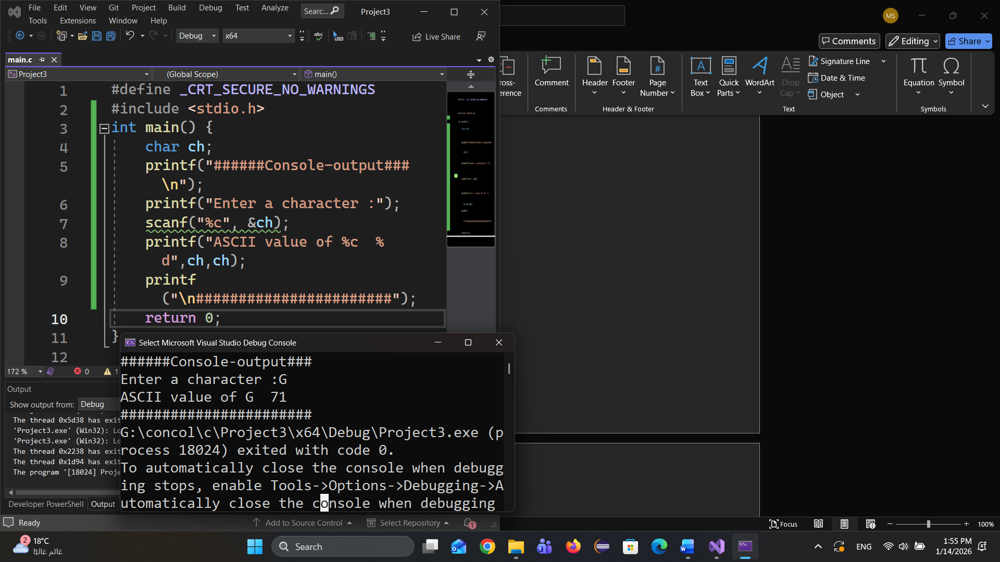 File Edit View Git Project Build Debug Test Analyze Searc... Project3
Tools Extensions Window Help
Debug x64 abc Live Share
main.c
Project3 (Global Scope) main()
1 #define _CRT_SECURE_NO_WARNINGS
2 #include <stdio.h>
3 int main() {
4 char ch;
5 printf("######Console-output###
\n");
6 printf("Enter a character :");
7 scanf("%c", &ch);
8 printf("ASCII value of %c  %
d",ch,ch);
9 printf
("\n#######################");
10 return 0;
11 }
12
172 % 0 1
Output
Show output from: Debug
The thread 0x5d38 has exit
'Project3.exe' (Win32): Lo
'Project3.exe' (Win32): Lo
The thread 0x2238 has exit
The thread 0x1d94 has exit
The program '[18024] Proje
Developer PowerShell Output
Ready Add to Source Control Select Repository 1
Select Microsoft Visual Studio Debug Console
######Console-output###
Enter a character :G
ASCII value of G  71
#######################
G:\concol\c\Project3\x64\Debug\Project3.exe (p
rocess 18024) exited with code 0.
To automatically close the console when debugg
ing stops, enable Tools->Options->Debugging->A
utomatically close the console when debugging
MS
Comments Editing Share
ross-
erence
Comment
Comments
Header Footer Page
Number
Header & Footer
Text
Box
Quick
Parts
WordArt
Drop
Cap
Signature Line
Date & Time
Object
Text
Equation Symbol
Symbols
Focus 100%
2 18°C
غائم غالبًا
Search
ENG
1:55 PM
1/14/2026